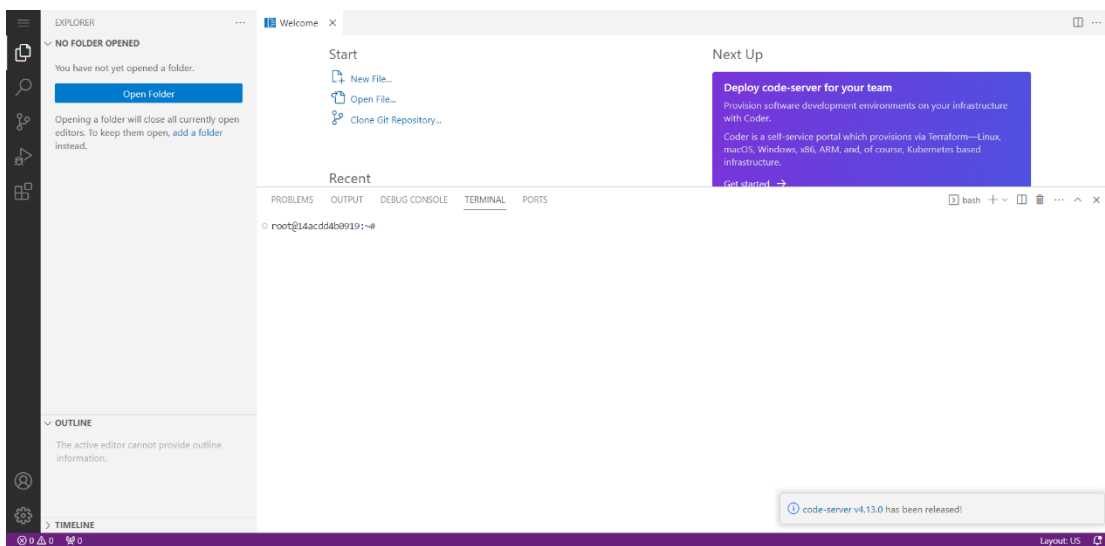 EXPLORER
NO FOLDER OPENED
You have not yet opened a folder.
Open Folder
Opening a folder will close all currently open
editors. To keep them open, add a folder
instead.
OUTLINE
The active editor cannot provide outline
information.
TIMELINE
Welcome
Start
New File...
Open File...
Clone Git Repository...
Recent
Next Up
Deploy code-server for your team
Provision software development environments on your infrastructure
with Coder.
Coder is a self-service portal which provisions via Terraform—Linux,
macOS, Windows, x86, ARM, and, of course, Kubernetes based
infrastructure.
Get started →
PROBLEMS OUTPUT DEBUG CONSOLE TERMINAL PORTS
bash
root@14acdd4b0919:~#
code-server v4.13.0 has been released!
0 0 0
Layout: US